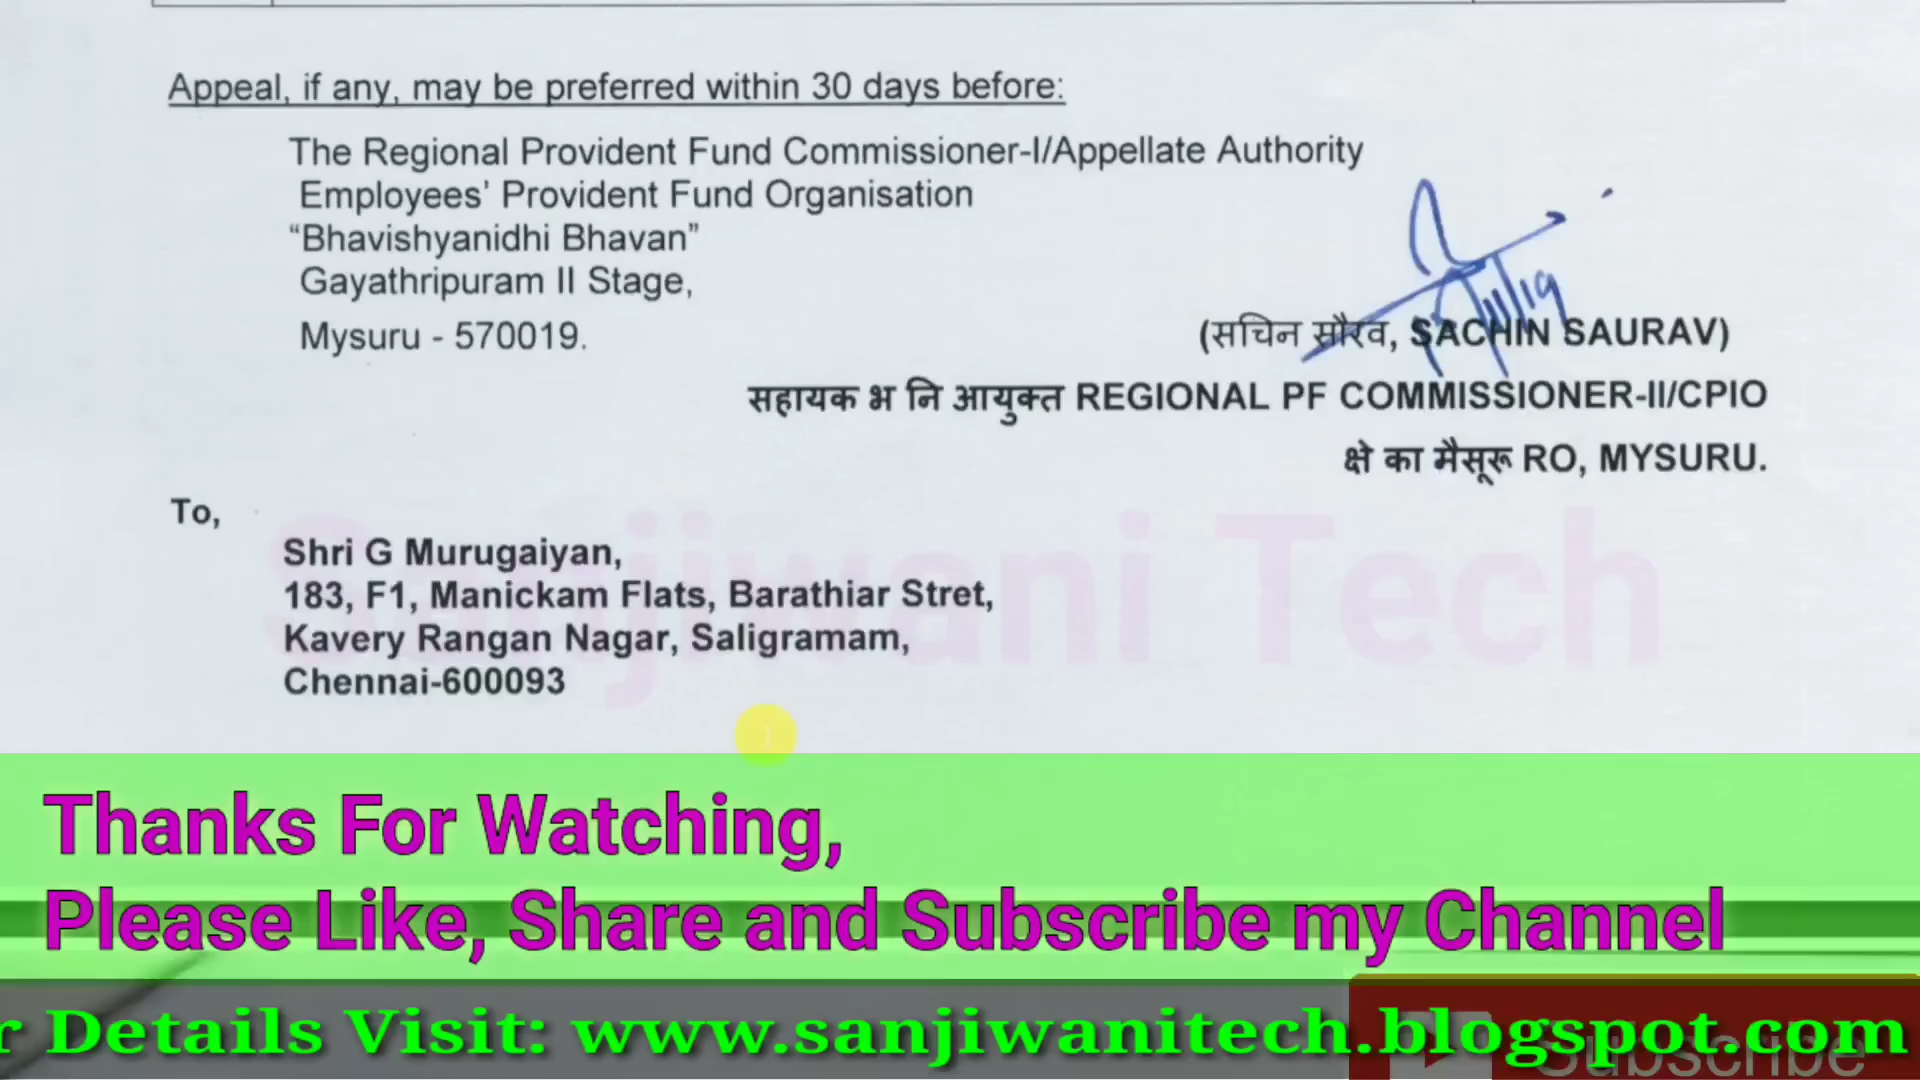 Appeal, if any, may be preferred within 30 days before:
The Regional Provident Fund Commissioner-I/Appellate Authority
Employees' Provident Fund Organisation
“Bhavishyanidhi Bhavan”
Gayathripuram II Stage,
Mysuru - 570019.
(सचिन सौरव, SACHIN SAURAV)
सहायक भ नि आयुक्त REGIONAL PF COMMISSIONER-II/CPIO
क्षे का मैसूरू RO, MYSURU.
To,
Shri G Murugaiyan,
183, F1, Manickam Flats, Barathiar Stret,
Kavery Rangan Nagar, Saligramam,
Chennai-600093
Sanjiwani Tech
Thanks For Watching,
Please Like, Share and Subscribe my Channel
r Details Visit: www.sanjiwanitech.blogspot.com
Subscribe